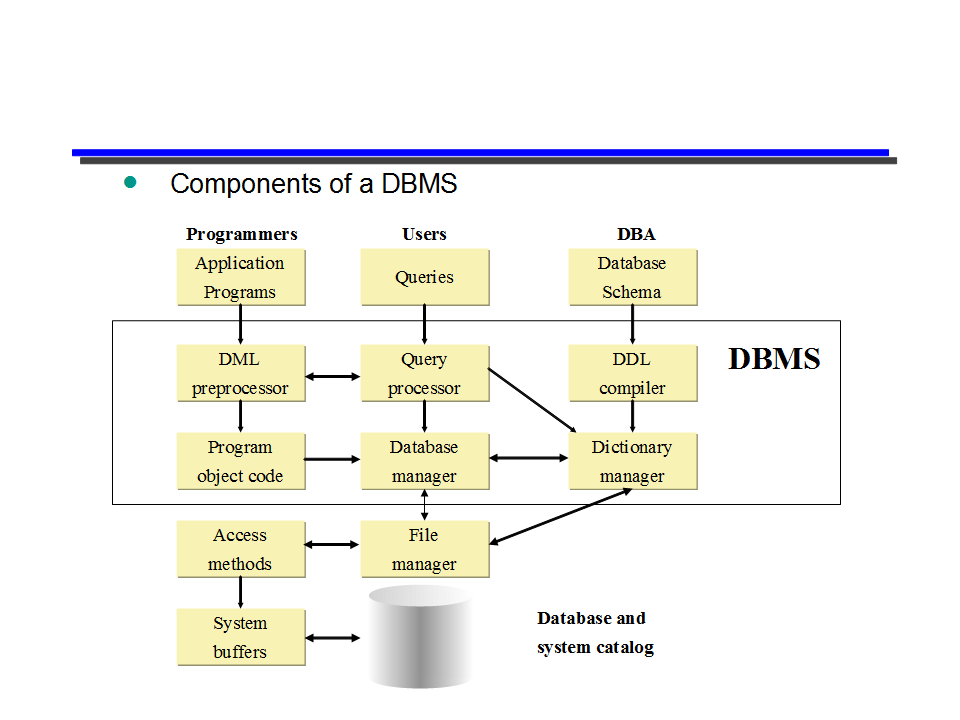 Components of a DBMS
Programmers
Users
DBA
Application
Programs
Queries
Database
Schema
DML
preprocessor
Query
processor
DDL
compiler
DBMS
Program
object code
Database
manager
Dictionary
manager
Access
methods
File
manager
System
buffers
Database and
system catalog